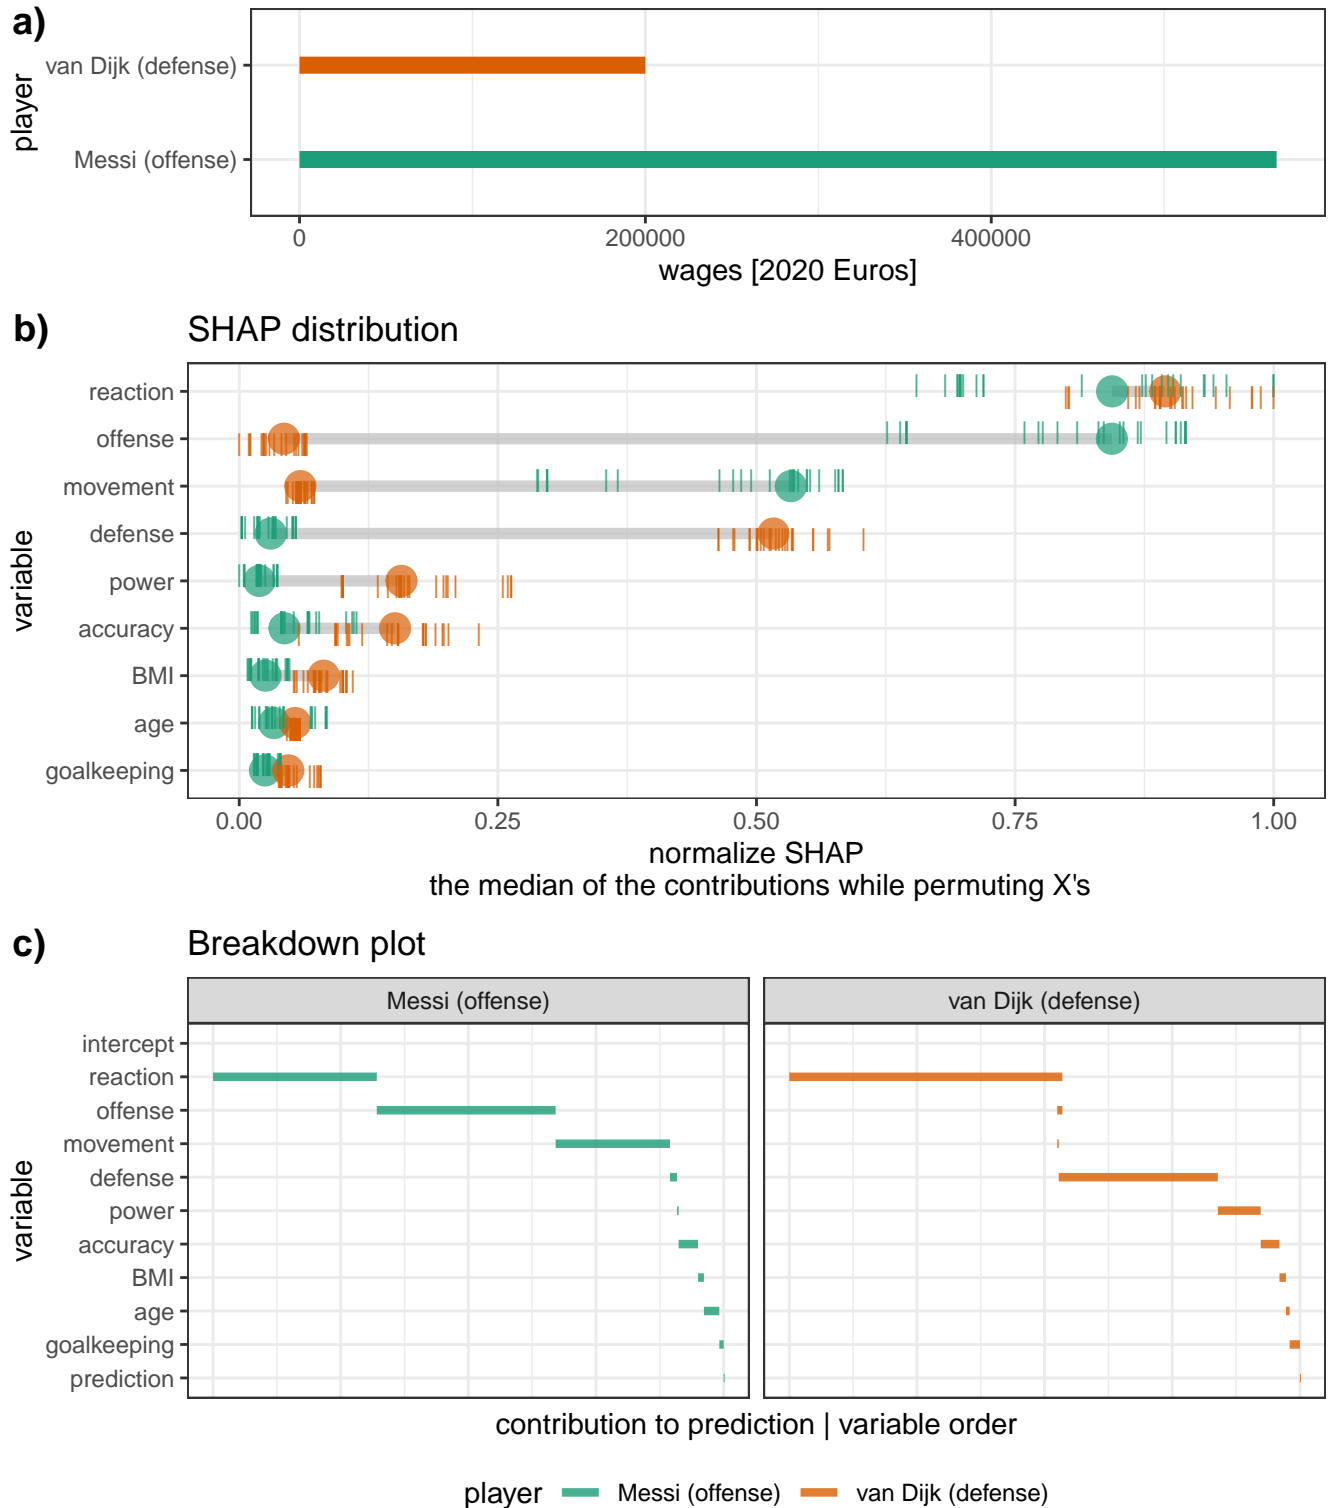 a)
player
van Dijk (defense)
Messi (offense)
0
200000
400000
wages [2020 Euros]
b)
SHAP distribution
variable
reaction
offense
movement
defense
power
accuracy
BMI
age
goalkeeping
0.00
0.25
0.50
0.75
1.00
normalize SHAP
the median of the contributions while permuting X's
c)
Breakdown plot
Messi (offense)
van Dijk (defense)
variable
intercept
reaction
offense
movement
defense
power
accuracy
BMI
age
goalkeeping
prediction
contribution to prediction | variable order
player
Messi (offense)
van Dijk (defense)